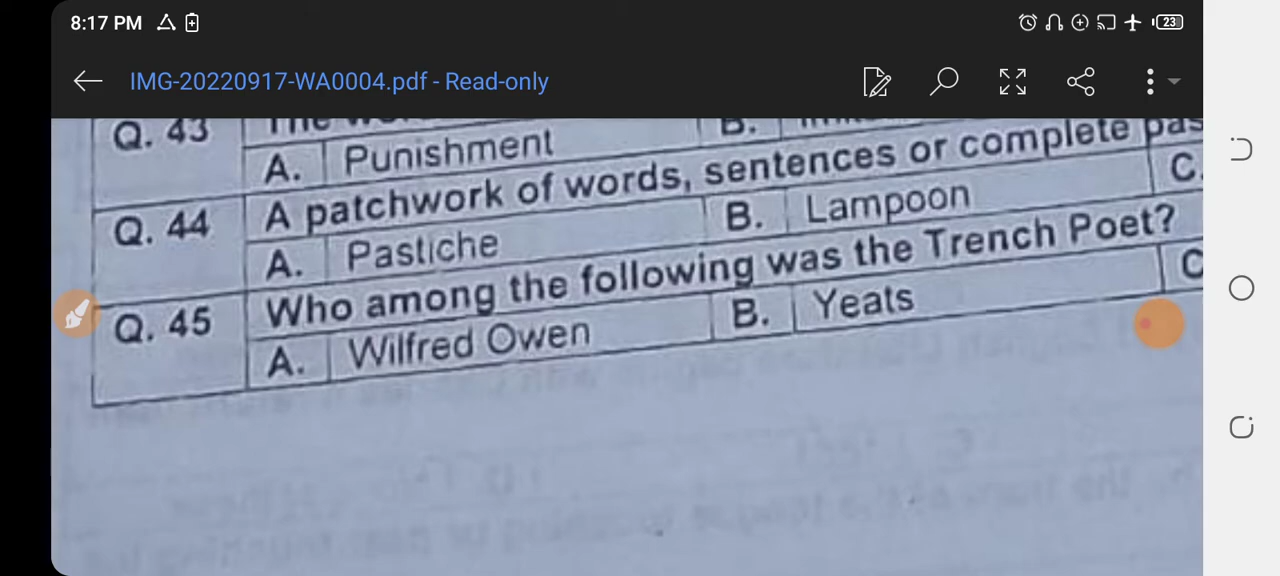 8:17 PM
23
IMG-20220917-WA0004.pdf - Read-only
Q. 43
A. Punishment B.
Q. 44 A patchwork of words, sentences or complete pas
A. Pastiche B. Lampoon C.
Q. 45 Who among the following was the Trench Poet?
A. Wilfred Owen B. Yeats C